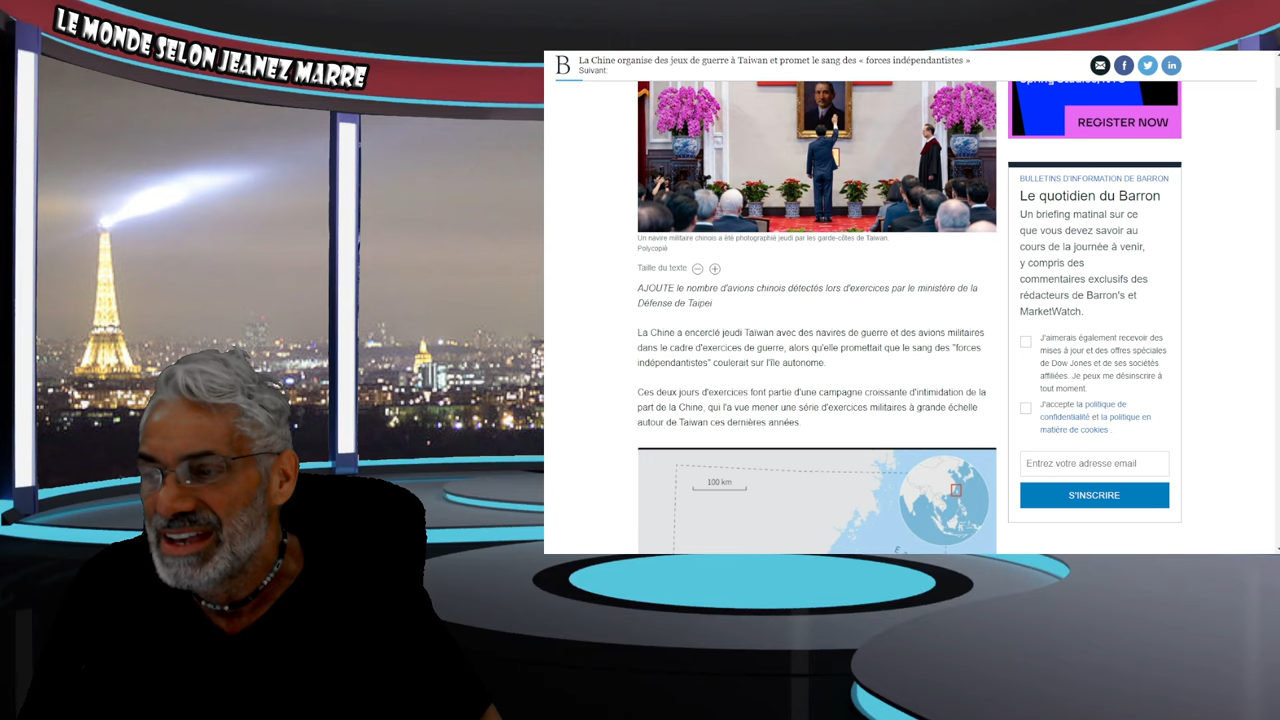 LE MONDE SELON JEANEZ MARRE
B
La Chine organise des jeux de guerre à Taiwan et promet le sang des « forces indépendantistes »
Suivant:
REGISTER NOW
Un navire militaire chinois a été photographié jeudi par les garde-côtes de Taiwan.
Polycopié
Taille du texte
AJOUTE le nombre d'avions chinois détectés lors d'exercices par le ministère de la
Défense de Taipei
La Chine a encerclé jeudi Taïwan avec des navires de guerre et des avions militaires
dans le cadre d'exercices de guerre, alors qu'elle promettait que le sang des "forces
indépendantistes" coulerait sur l'île autonome.
Ces deux jours d'exercices font partie d'une campagne croissante d'intimidation de la
part de la Chine, qui l'a vue mener une série d'exercices militaires à grande échelle
autour de Taiwan ces dernières années.
100 km
E
BULLETINS D'INFORMATION DE BARRON
Le quotidien du Barron
Un briefing matinal sur ce
que vous devez savoir au
cours de la journée à venir,
y compris des
commentaires exclusifs des
rédacteurs de Barron's et
MarketWatch.
J'aimerais également recevoir des
mises à jour et des offres spéciales
de Dow Jones et de ses sociétés
affiliées. Je peux me désinscrire à
tout moment.
J'accepte la politique de
confidentialité et la politique en
matière de cookies .
Entrez votre adresse email
S'INSCRIRE